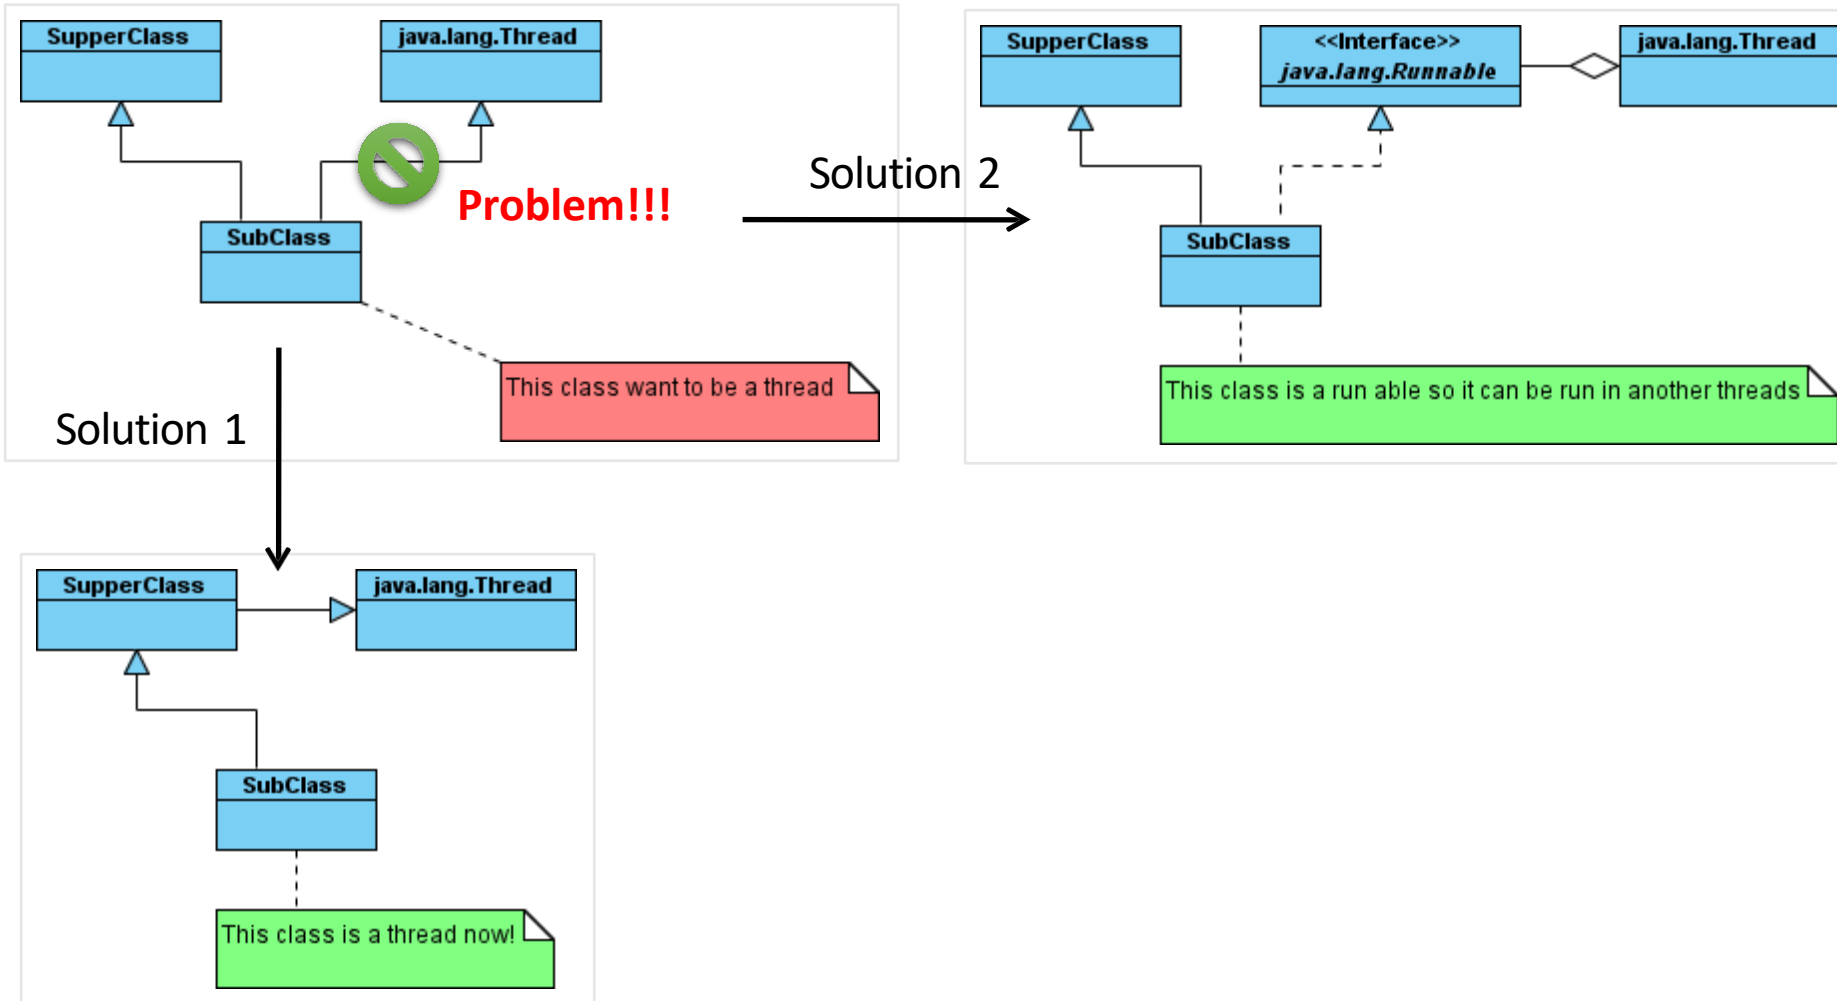 SupperClass
java.lang.Thread
Problem!!!
SubClass
This class want to be a thread
Solution 1
Solution 2
SupperClass
<<Interface>>
java.lang.Runnable
java.lang.Thread
SubClass
This class is a run able so it can be run in another threads
SupperClass
java.lang.Thread
SubClass
This class is a thread now!